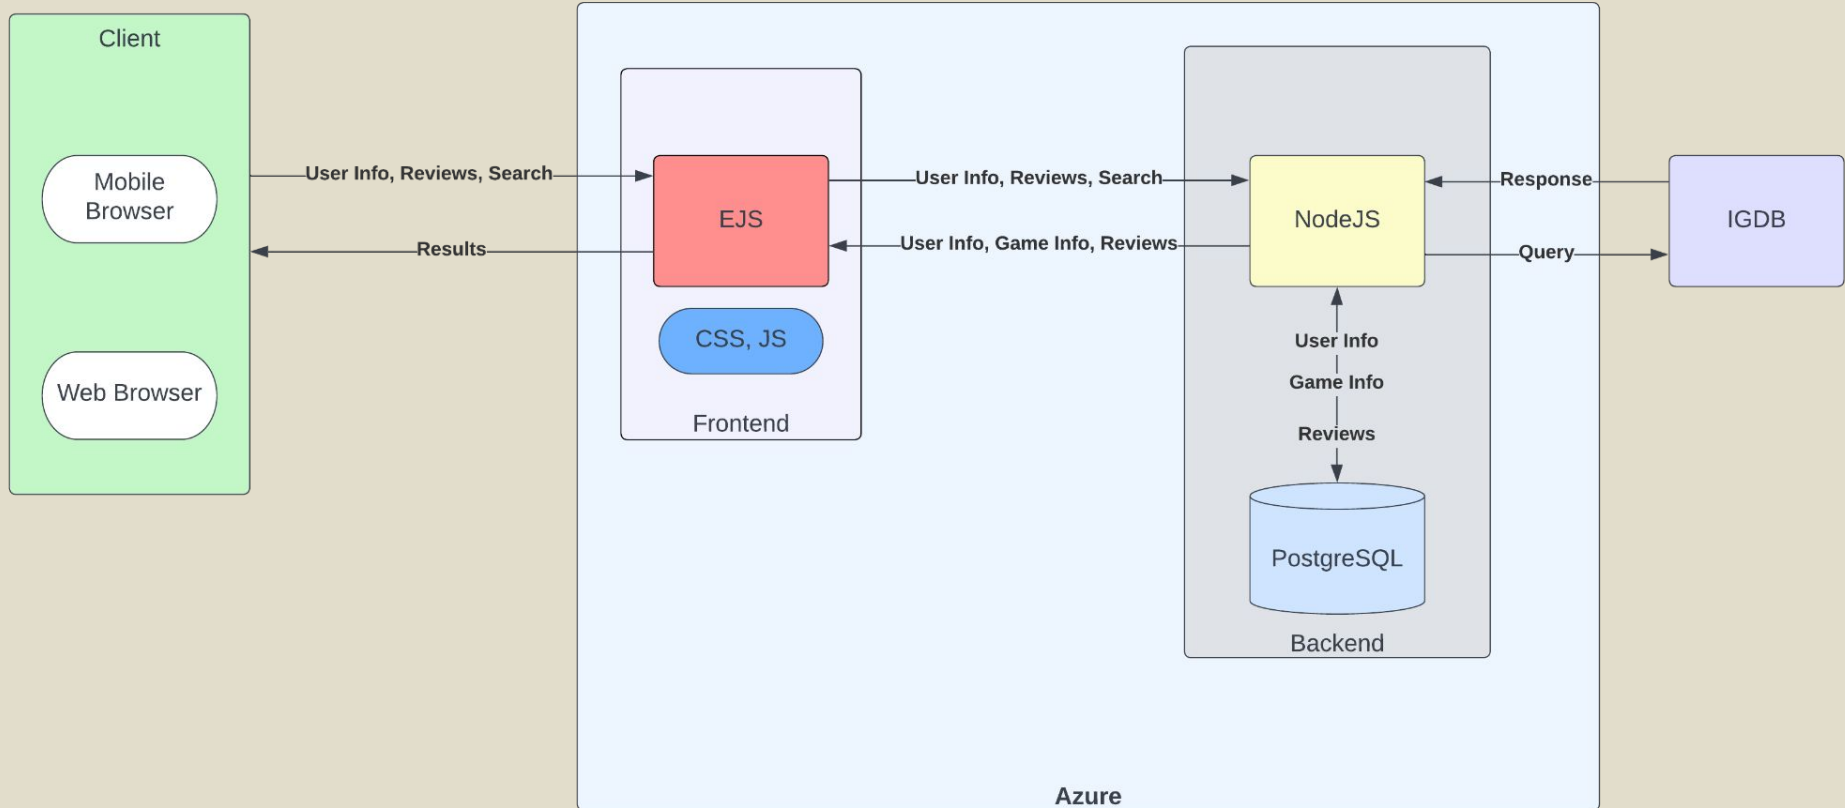 Client
Mobile
Browser
Web Browser
User Info, Reviews, Search
Results
EJS
CSS, JS
Frontend
User Info, Reviews, Search
User Info, Game Info, Reviews
NodeJS
User Info
Game Info
Reviews
PostgreSQL
Backend
Response
Query
IGDB
Azure